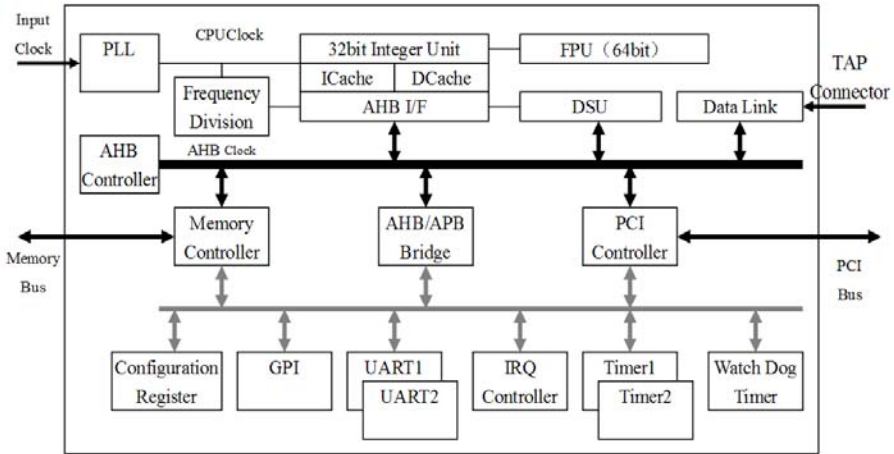 Input
Clock
PLL
CPUClock
32bit Integer Unit
FPU（64bit）
ICache
DCache
TAP
Connector
Frequency
Division
AHB I/F
DSU
Data Link
AHB
Controller
AHB Clock
Memory
Controller
AHB/APB
Bridge
PCI
Controller
Memory
Bus
PCI
Bus
Configuration
Register
GPI
UART1
UART2
IRQ
Controller
Timer1
Timer2
Watch Dog
Timer